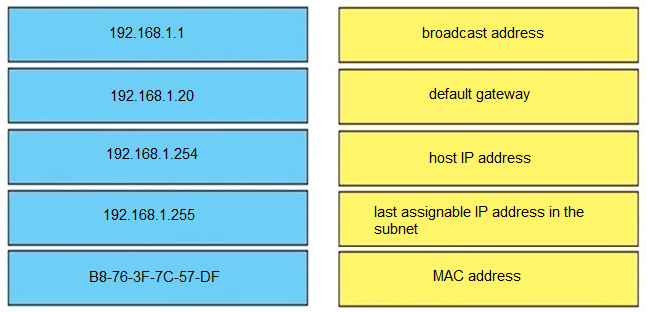 192.168.1.1
broadcast address
192.168.1.20
default gateway
192.168.1.254
host IP address
192.168.1.255
last assignable IP address in the
subnet
B8-76-3F-7C-57-DF
MAC address